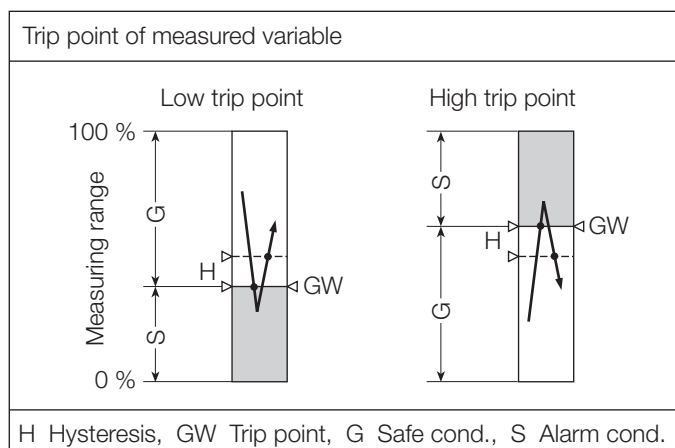 Trip point of measured variable
Low trip point
High trip point
100 %
Measuring range
0 %
G
S
H
GW
S
G
H
GW
H Hysteresis, GW Trip point, G Safe cond., S Alarm cond.